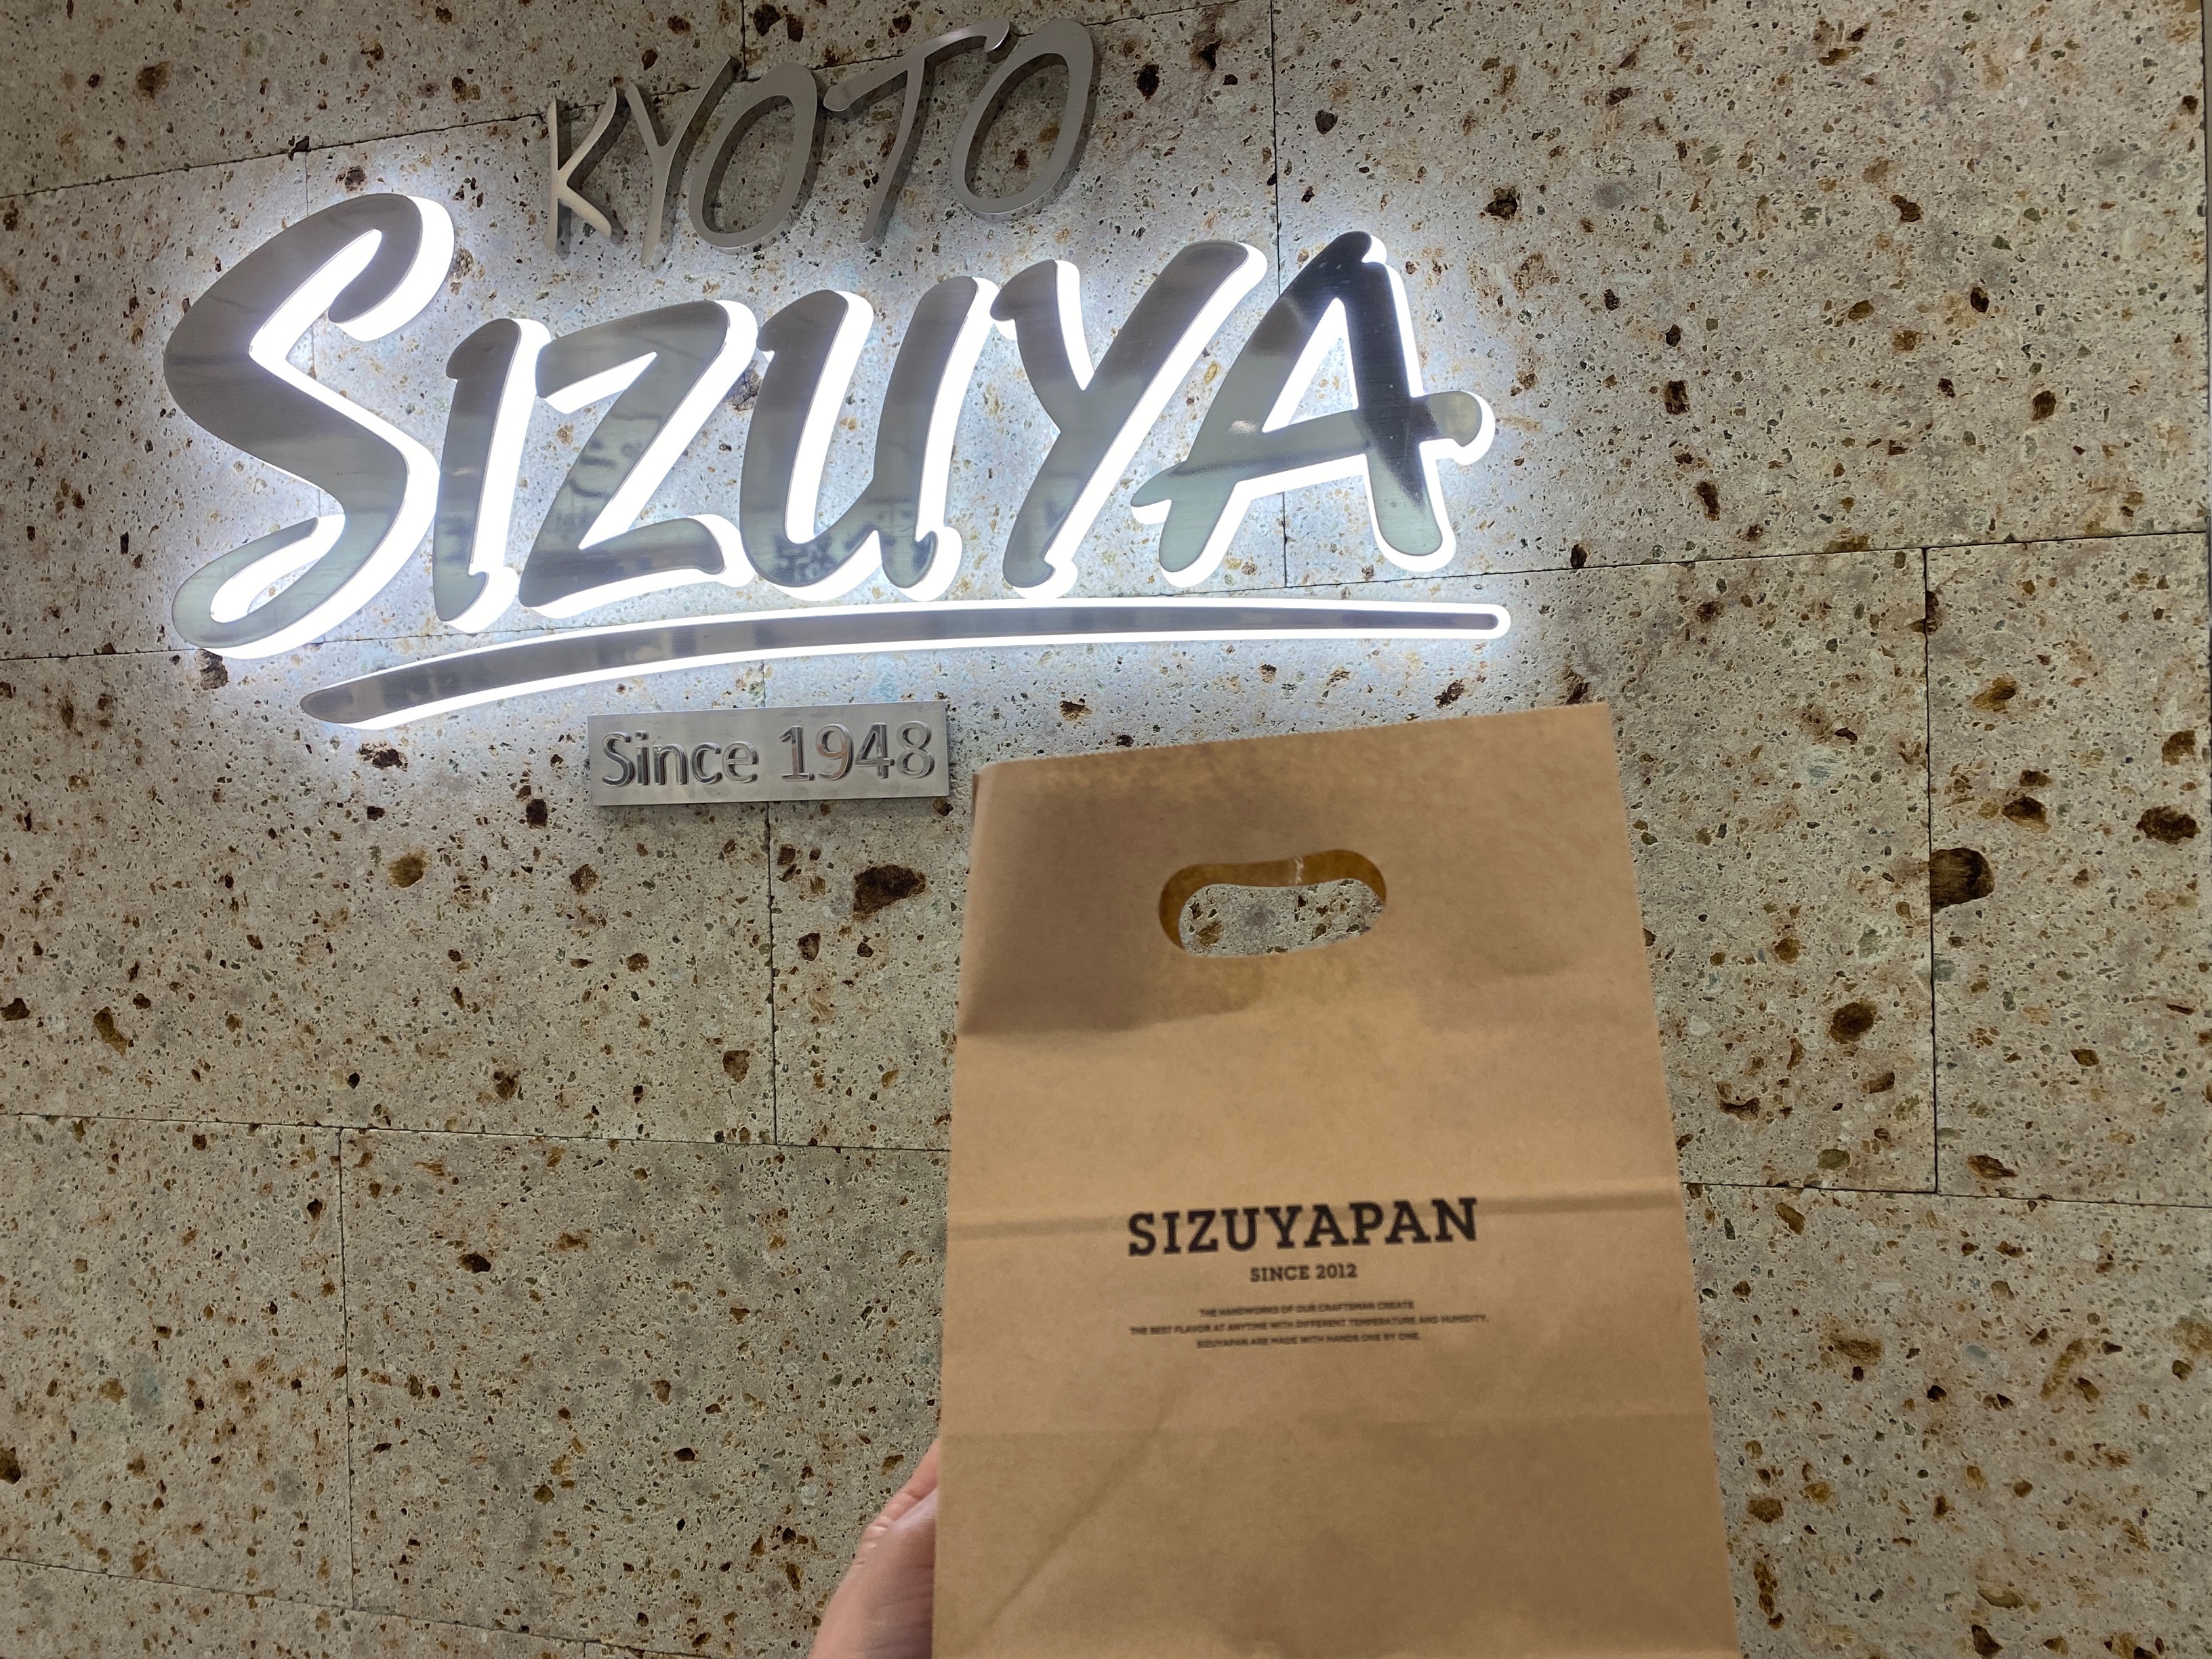 KYOTO
SIZUYA
Since 1948
SIZUYAPAN
SINCE 2012
THE HANDWORKS OF OUR CRAFTSMAN CREATE
THE BEST FLAVOR AT ANYTIME WITH DIFFERENT TEMPERATURE AND HUMIDITY.
SIZUYAPAN ARE MADE WITH HANDS ONE BY ONE.